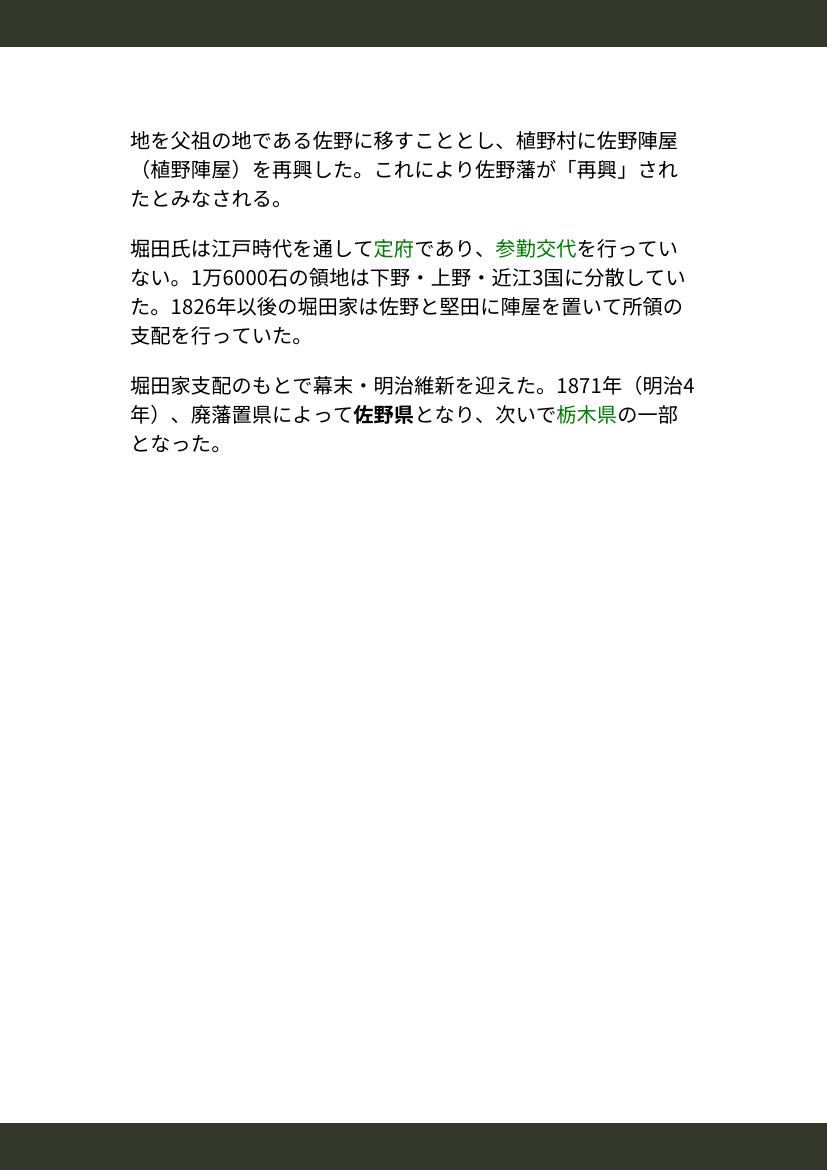 地を父祖の地である佐野に移すこととし、植野村に佐野陣屋
（植野陣屋）を再興した。これにより佐野藩が「再興」され
たとみなされる。
堀田氏は江戸時代を通して定府であり、参勤交代を行ってい
ない。1万6000石の領地は下野・上野・近江3国に分散してい
た。1826年以後の堀田家は佐野と堅田に陣屋を置いて所領の
支配を行っていた。
堀田家支配のもとで幕末・明治維新を迎えた。1871年（明治4
年）、廃藩置県によって佐野県となり、次いで栃木県の一部
となった。